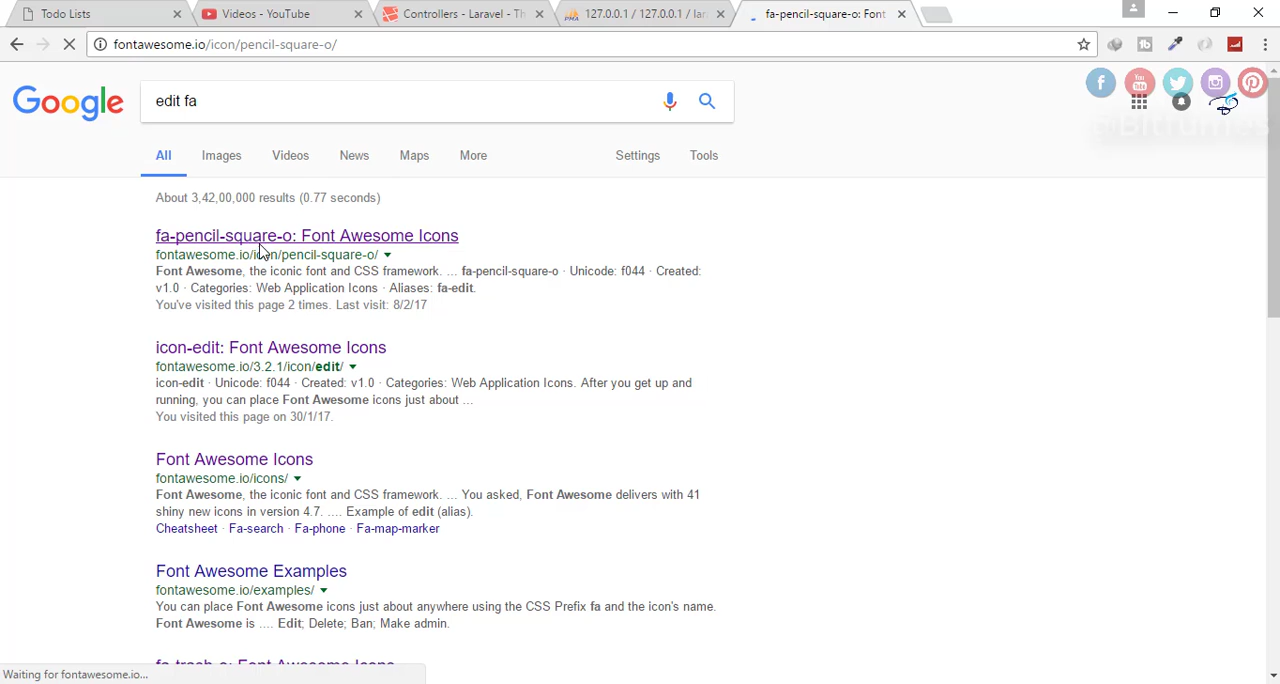 Todo Lists
Videos - YouTube
Controllers - Laravel - Th
127.0.0.1 / 127.0.0.1 / lar
fa-pencil-square-o: Font
fontawesome.io/icon/pencil-square-o/
Google
edit fa
@Bitfumes
All Images Videos News Maps More Settings Tools
About 3,42,00,000 results (0.77 seconds)
fa-pencil-square-o: Font Awesome Icons
fontawesome.io/icon/pencil-square-o/
Font Awesome, the iconic font and CSS framework. ... fa-pencil-square-o · Unicode: f044 · Created:
v1.0 · Categories: Web Application Icons · Aliases: fa-edit.
You've visited this page 2 times. Last visit: 8/2/17
icon-edit: Font Awesome Icons
fontawesome.io/3.2.1/icon/edit/
icon-edit · Unicode: f044 · Created: v1.0 · Categories: Web Application Icons. After you get up and
running, you can place Font Awesome icons just about ...
You visited this page on 30/1/17.
Font Awesome Icons
fontawesome.io/icons/
Font Awesome, the iconic font and CSS framework. ... You asked, Font Awesome delivers with 41
shiny new icons in version 4.7. .... Example of edit (alias).
Cheatsheet · Fa-search · Fa-phone · Fa-map-marker
Font Awesome Examples
fontawesome.io/examples/
You can place Font Awesome icons just about anywhere using the CSS Prefix fa and the icon's name.
Font Awesome is .... Edit; Delete; Ban; Make admin.
fa-trash-o: Font Awesome Icons
Waiting for fontawesome.io...